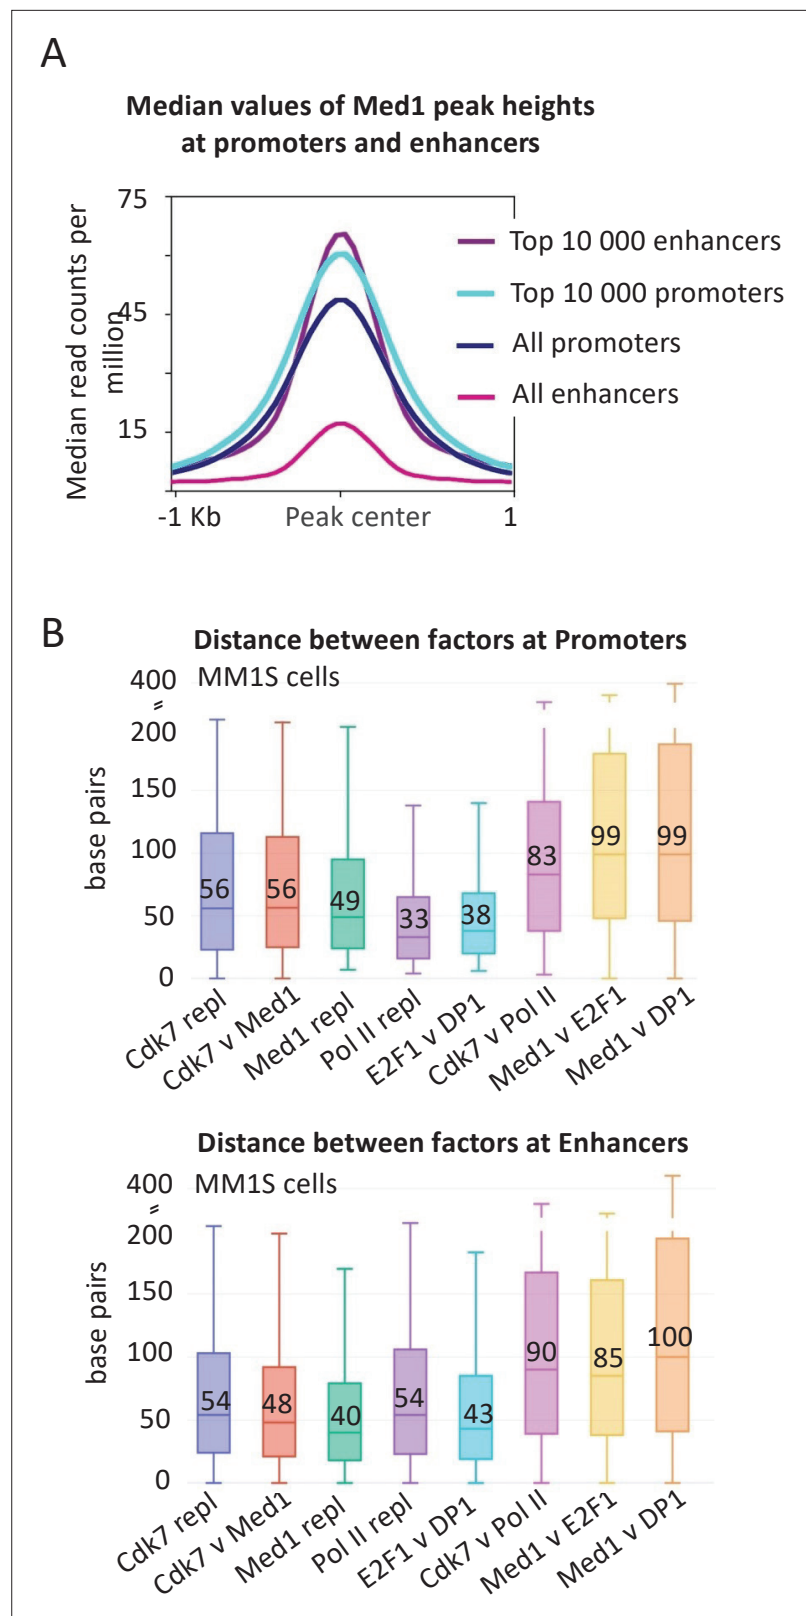 A
Median values of Med1 peak heights
at promoters and enhancers
Median read counts per
million
75
45
15
Top 10 000 enhancers
Top 10 000 promoters
All promoters
All enhancers
-1 Kb
Peak center
1
B
Distance between factors at Promoters
MM1S cells
base pairs
400
200
150
100
50
0
56
56
49
33
38
83
99
99
Cdk7 repl
Cdk7 v Med1
Med1 repl
Pol II repl
E2F1 v DP1
Cdk7 v Pol II
Med1 v E2F1
Med1 v DP1
Distance between factors at Enhancers
MM1S cells
base pairs
400
200
150
100
50
0
54
48
40
54
43
90
85
100
Cdk7 repl
Cdk7 v Med1
Med1 repl
Pol II repl
E2F1 v DP1
Cdk7 v Pol II
Med1 v E2F1
Med1 v DP1